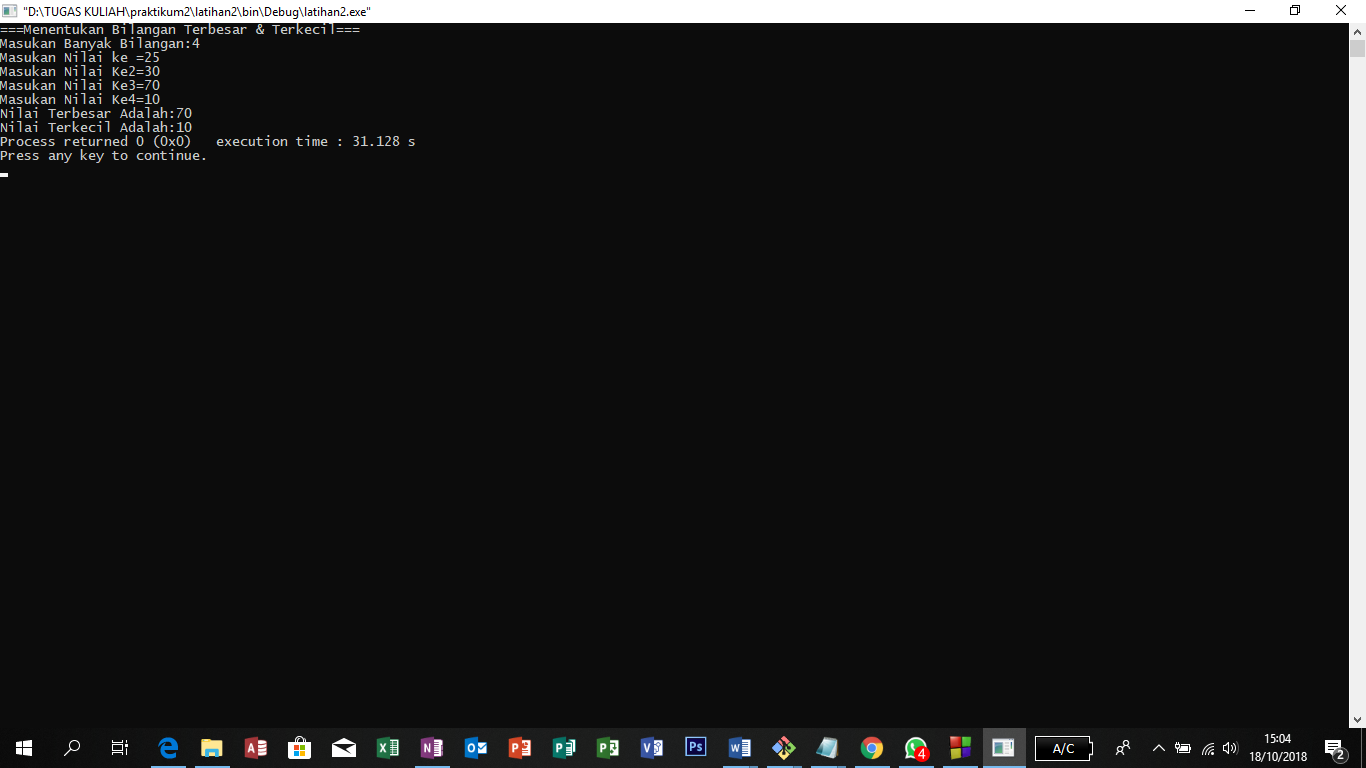 "D:\TUGAS KULIAH\praktikum2\latihan2\bin\Debug\latihan2.exe"
===Menentukan Bilangan Terbesar & Terkecil===
Masukan Banyak Bilangan:4
Masukan Nilai ke =25
Masukan Nilai Ke2=30
Masukan Nilai Ke3=70
Masukan Nilai Ke4=10
Nilai Terbesar Adalah:70
Nilai Terkecil Adalah:10
Process returned 0 (0x0)   execution time : 31.128 s
Press any key to continue.
A/C
15:04
18/10/2018
4
2
Ps